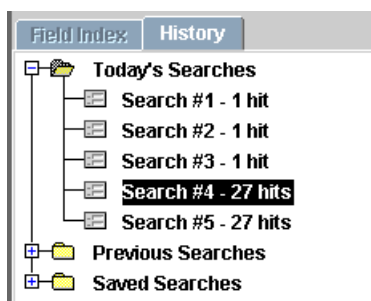 Field Index History
Today's Searches
Search #1 - 1 hit
Search #2 - 1 hit
Search #3 - 1 hit
Search #4 - 27 hits
Search #5 - 27 hits
Previous Searches
Saved Searches